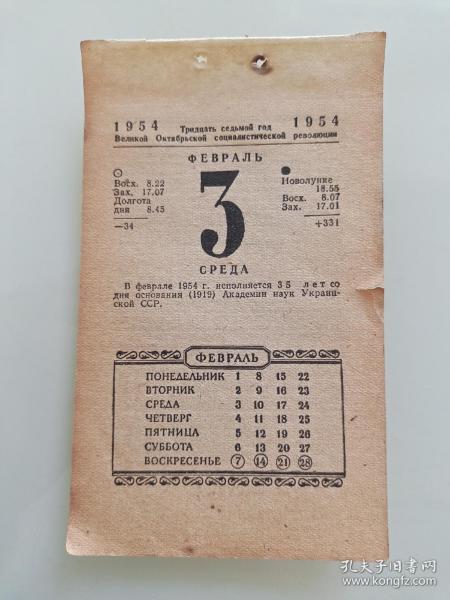 1954 Тридцать седьмой год 1954
Великой Октябрьской социалистической революции
ФЕВРАЛЬ
Восх. 8.22
Зах. 17.07
Долгота
дня 8.45
—34
3
Новолуние
18.55
Восх. 8.07
Зах. 17.01
+331
СРЕДА
В феврале 1954 г. исполняется 35 лет со
дня основания (1919) Академии наук Украин-
ской ССР.
ФЕВРАЛЬ
ПОНЕДЕЛЬНИК 1 8 15 22
ВТОРНИК 2 9 16 23
СРЕДА 3 10 17 24
ЧЕТВЕРГ 4 11 18 25
ПЯТНИЦА 5 12 19 26
СУББОТА 6 13 20 27
ВОСКРЕСЕНЬЕ 7 14 21 28
孔夫子旧书网
www.kongfz.com